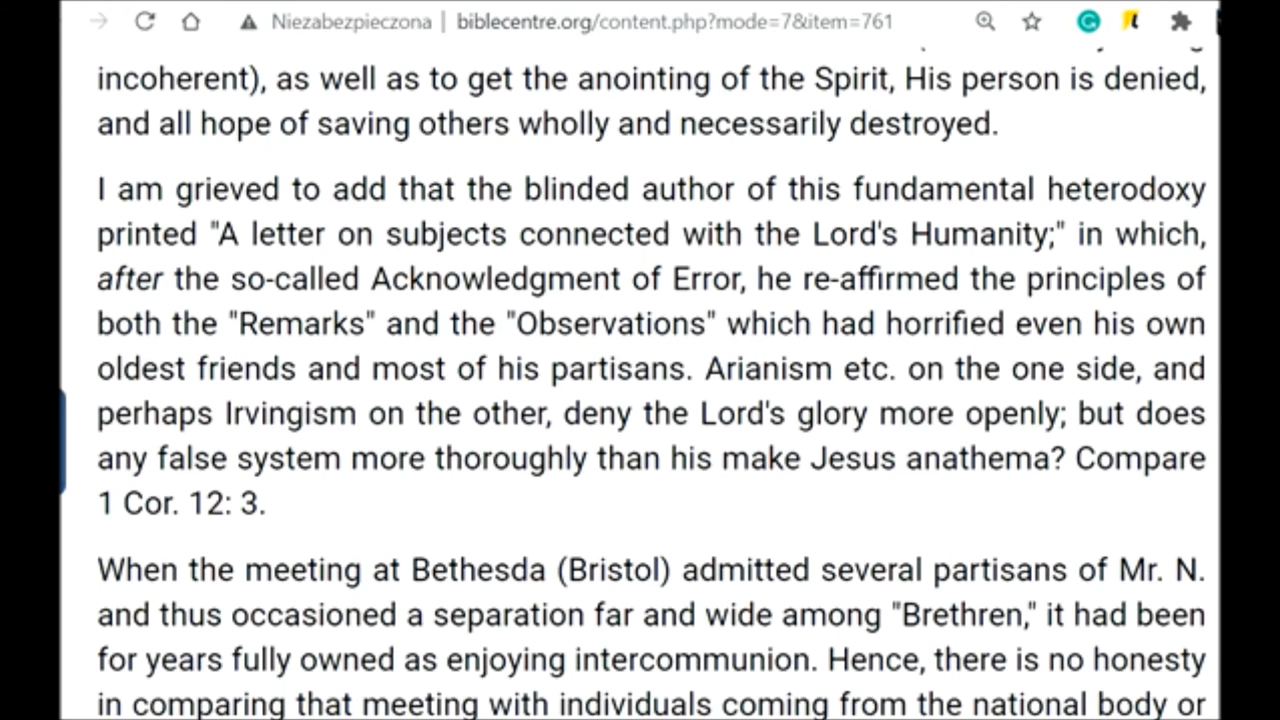 Niezabezpieczona | biblecentre.org/content.php?mode=7&item=761
incoherent), as well as to get the anointing of the Spirit, His person is denied,
and all hope of saving others wholly and necessarily destroyed.
I am grieved to add that the blinded author of this fundamental heterodoxy
printed "A letter on subjects connected with the Lord's Humanity;" in which,
after the so-called Acknowledgment of Error, he re-affirmed the principles of
both the "Remarks" and the "Observations" which had horrified even his own
oldest friends and most of his partisans. Arianism etc. on the one side, and
perhaps Irvingism on the other, deny the Lord's glory more openly; but does
any false system more thoroughly than his make Jesus anathema? Compare
1 Cor. 12: 3.
When the meeting at Bethesda (Bristol) admitted several partisans of Mr. N.
and thus occasioned a separation far and wide among "Brethren," it had been
for years fully owned as enjoying intercommunion. Hence, there is no honesty
in comparing that meeting with individuals coming from the national body or